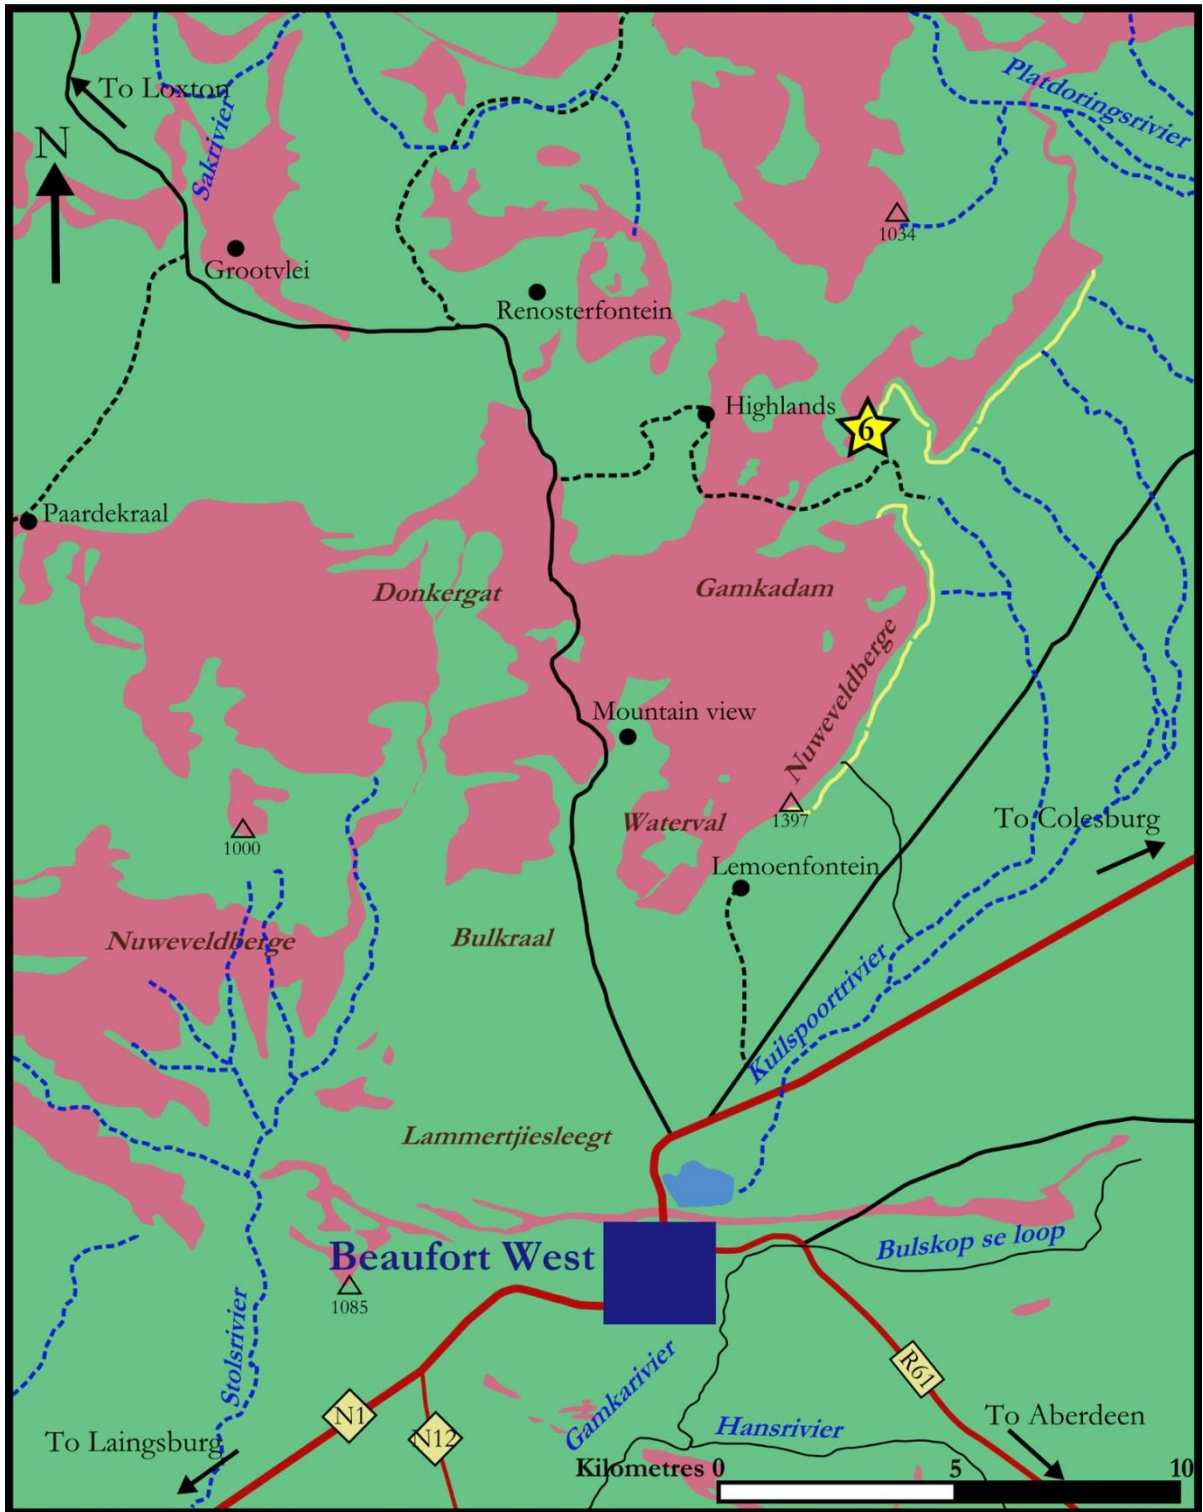 To Loxton
N
Sakrivier
Platdoringsrivier
1034
Grootvlei
Renosterfontein
Highlands
6
Paardekraal
Donkergat
Gamkadam
Nuweveldberge
Mountain view
1397
Waterval
To Colesburg
1000
Lemoenfontein
Nuweveldberge
Bulkraal
Kuilspoortrivier
Lammertjiesleegt
Beaufort West
Bulskop se loop
1085
Stolsrivier
Gamkarivier
R61
N1
N12
To Laingsburg
Hansrivier
To Aberdeen
Kilometres 0 5 10